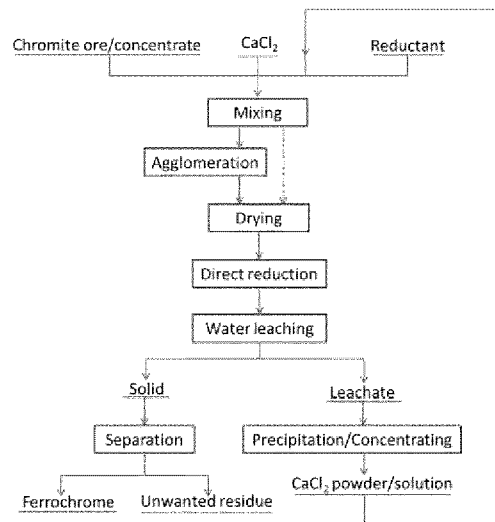 Chromite ore/concentrate CaCl₂ Reductant
Mixing
Agglomeration
Drying
Direct reduction
Water leaching
Solid Leachate
Separation Precipitation/Concentrating
Ferrochrome Unwanted residue CaCl₂ powder/solution